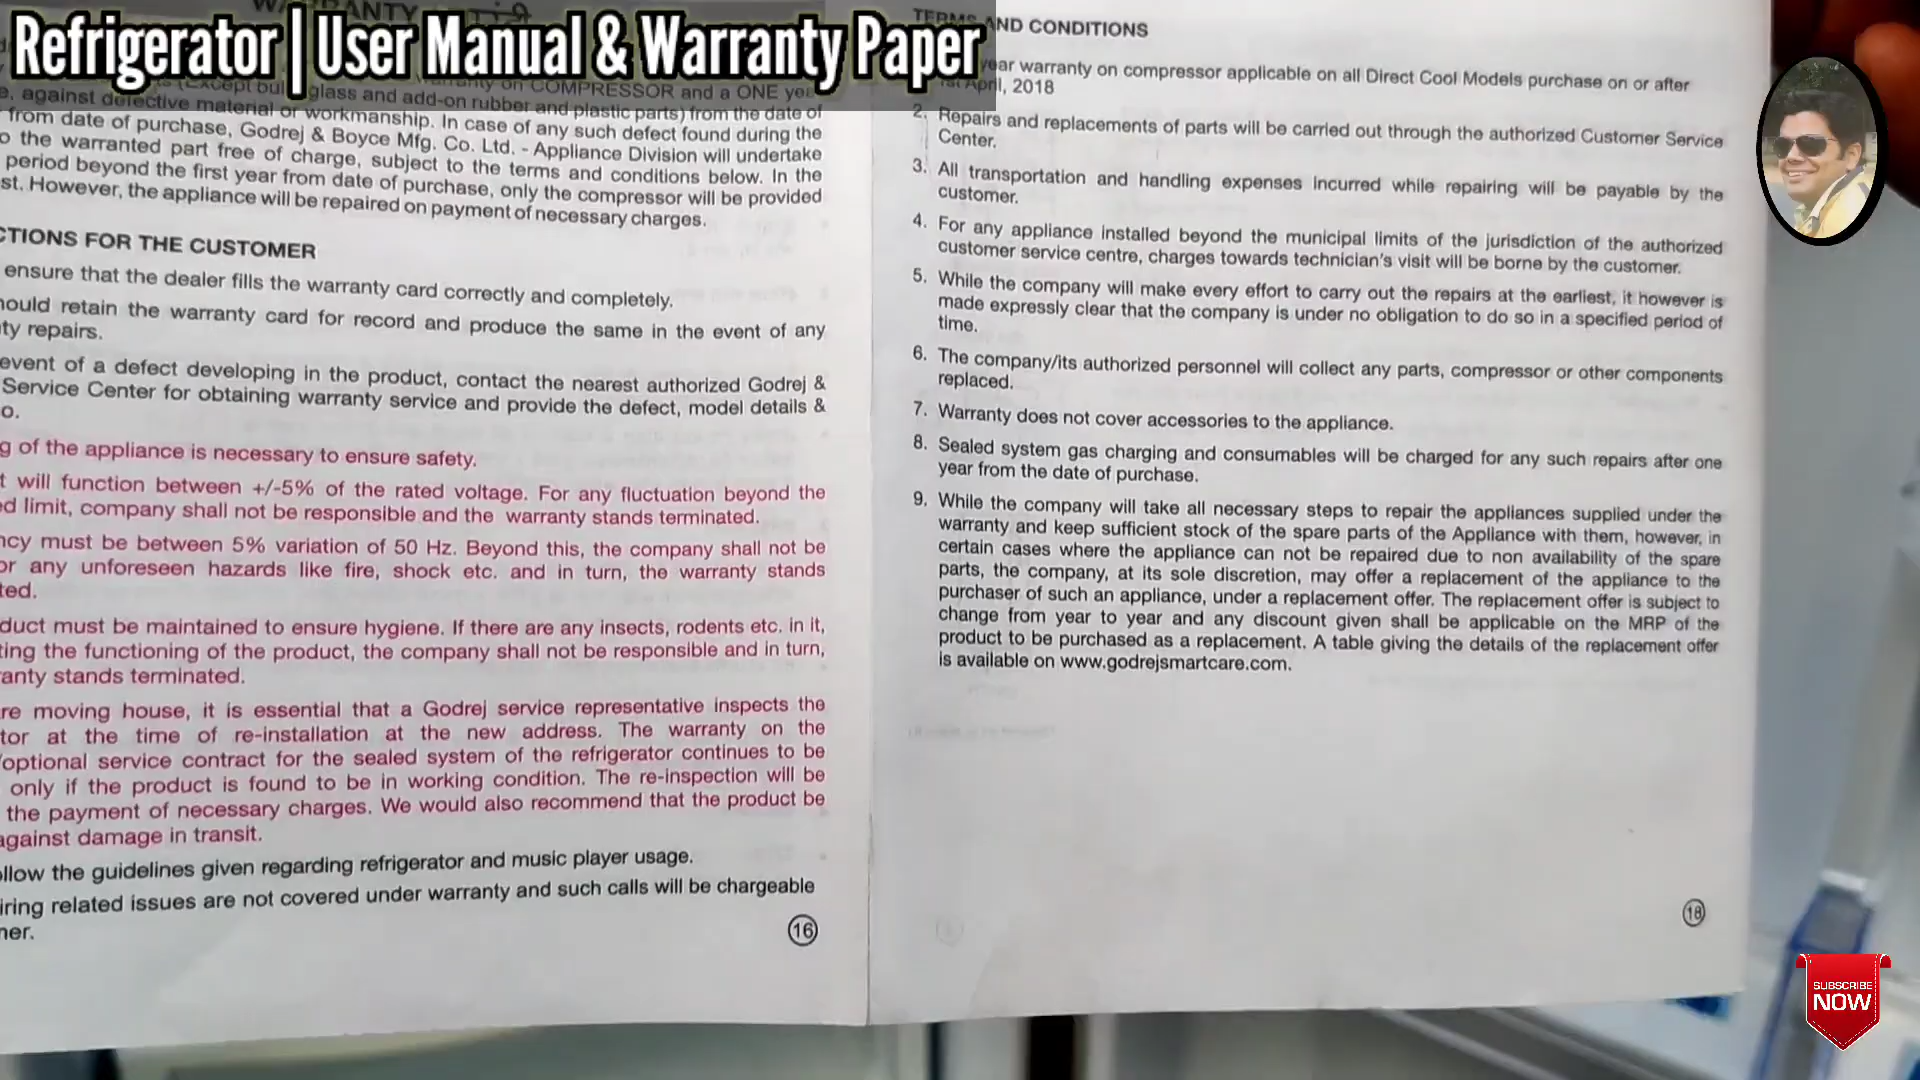 Refrigerator | User Manual & Warranty Paper
WARRANTY
glass and add-on rubber and plastic parts) from the date of
warranty on COMPRESSOR and a ONE
against defective material or workmanship. In case of any such defect found during the
from date of purchase, Godrej & Boyce Mfg. Co. Ltd. - Appliance Division will undertake
the warranted part free of charge, subject to the terms and conditions below. In the
period beyond the first year from date of purchase, only the compressor will be provided
st. However, the appliance will be repaired on payment of necessary charges.
CTIONS FOR THE CUSTOMER
ensure that the dealer fills the warranty card correctly and completely.
hould retain the warranty card for record and produce the same in the event of any
ty repairs.
event of a defect developing in the product, contact the nearest authorized Godrej &
Service Center for obtaining warranty service and provide the defect, model details &
o.
g of the appliance is necessary to ensure safety.
t will function between +/-5% of the rated voltage. For any fluctuation beyond the
ed limit, company shall not be responsible and the warranty stands terminated.
ncy must be between 5% variation of 50 Hz. Beyond this, the company shall not be
or any unforeseen hazards like fire, shock etc. and in turn, the warranty stands
ted.
duct must be maintained to ensure hygiene. If there are any insects, rodents etc. in it,
ting the functioning of the product, the company shall not be responsible and in turn,
anty stands terminated.
re moving house, it is essential that a Godrej service representative inspects the
tor at the time of re-installation at the new address. The warranty on the
/optional service contract for the sealed system of the refrigerator continues to be
only if the product is found to be in working condition. The re-inspection will be
the payment of necessary charges. We would also recommend that the product be
against damage in transit.
llow the guidelines given regarding refrigerator and music player usage.
iring related issues are not covered under warranty and such calls will be chargeable
ner.
16
TERMS AND CONDITIONS
year warranty on compressor applicable on all Direct Cool Models purchase on or after
1st April, 2018
2. Repairs and replacements of parts will be carried out through the authorized Customer Service
Center.
3. All transportation and handling expenses incurred while repairing will be payable by the
customer.
4. For any appliance installed beyond the municipal limits of the jurisdiction of the authorized
customer service centre, charges towards technician's visit will be borne by the customer.
5. While the company will make every effort to carry out the repairs at the earliest, it however is
made expressly clear that the company is under no obligation to do so in a specified period of
time.
6. The company/its authorized personnel will collect any parts, compressor or other components
replaced.
7. Warranty does not cover accessories to the appliance.
8. Sealed system gas charging and consumables will be charged for any such repairs after one
year from the date of purchase.
9. While the company will take all necessary steps to repair the appliances supplied under the
warranty and keep sufficient stock of the spare parts of the Appliance with them, however, in
certain cases where the appliance can not be repaired due to non availability of the spare
parts, the company, at its sole discretion, may offer a replacement of the appliance to the
purchaser of such an appliance, under a replacement offer. The replacement offer is subject to
change from year to year and any discount given shall be applicable on the MRP of the
product to be purchased as a replacement. A table giving the details of the replacement offer
is available on www.godrejsmartcare.com.
18
SUBSCRIBE
NOW